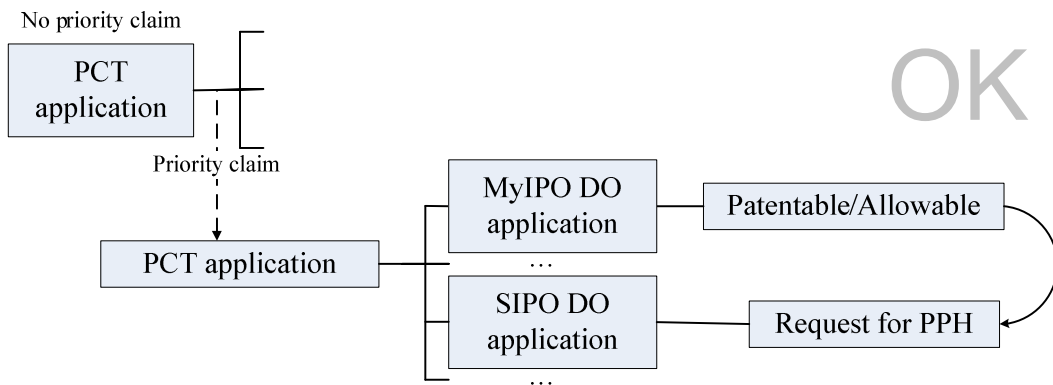 No priority claim
PCT
application
OK
Priority claim
MyIPO DO
application
Patentable/Allowable
PCT application
...
SIPO DO
application
Request for PPH
...